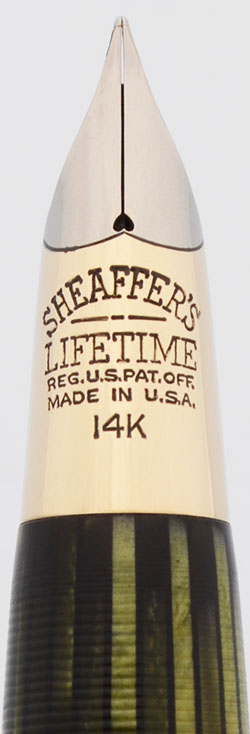 SHEAFFER'S
LIFETIME
REG.U.S.PAT.OFF.
MADE IN U.S.A.
14K